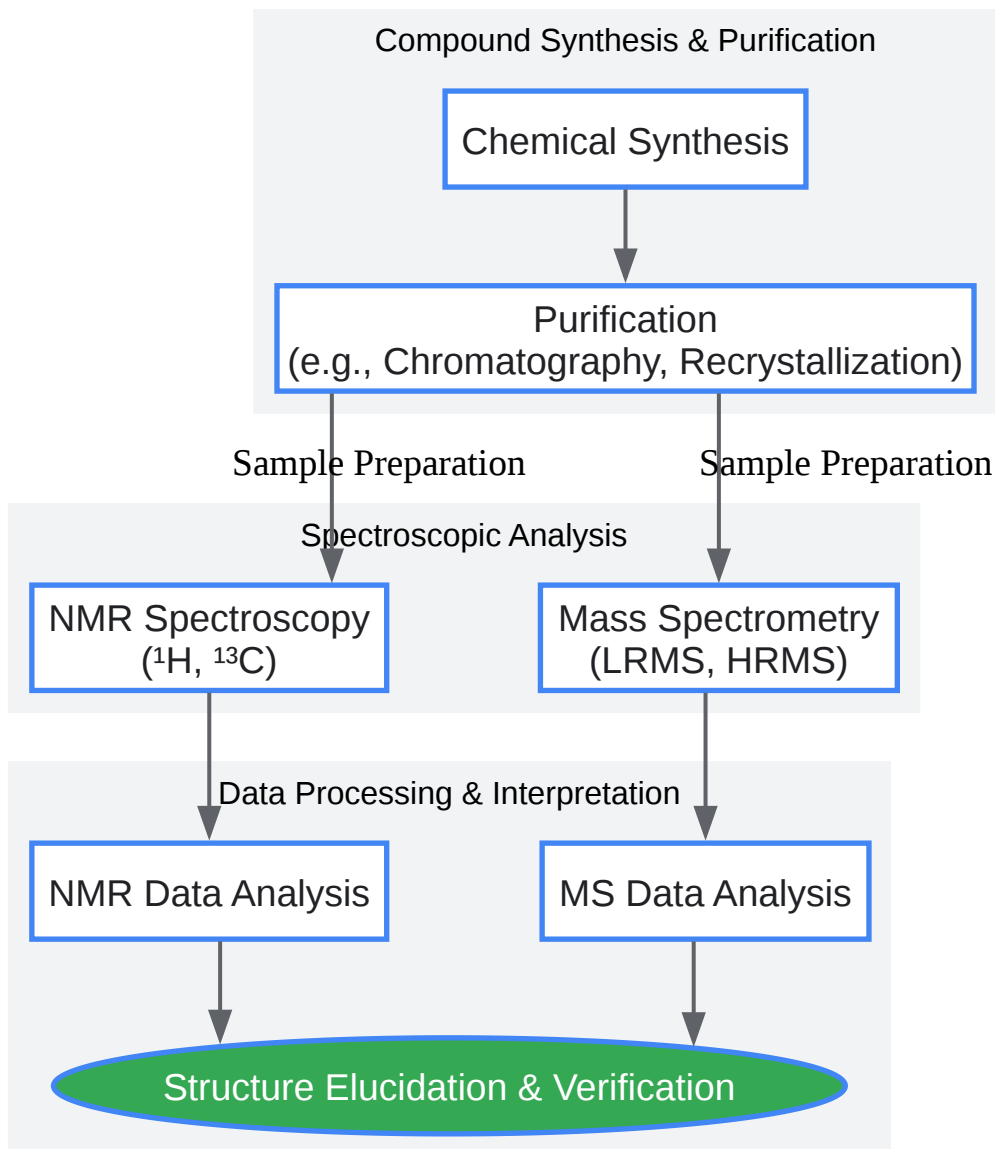 Compound Synthesis & Purification
Chemical Synthesis
Purification
(e.g., Chromatography, Recrystallization)
Sample Preparation
Sample Preparation
Spectroscopic Analysis
NMR Spectroscopy
(¹H, ¹³C)
Mass Spectrometry
(LRMS, HRMS)
Data Processing & Interpretation
NMR Data Analysis
MS Data Analysis
Structure Elucidation & Verification